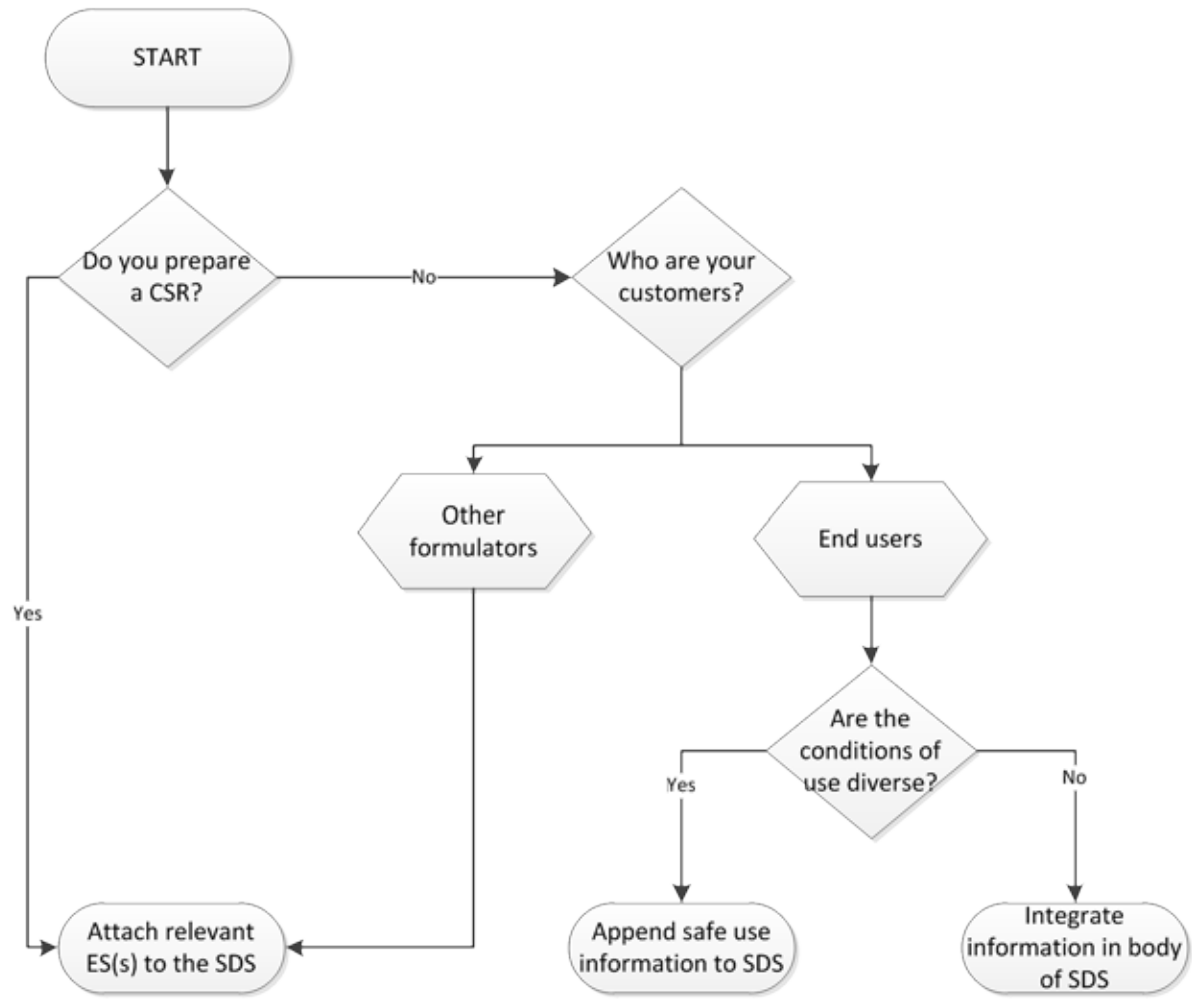 START
Do you prepare
a CSR?
No
Who are your
customers?
Other
formulators
End users
Yes
Are the
conditions of
use diverse?
Yes
No
Attach relevant
ES(s) to the SDS
Append safe use
information to SDS
Integrate
information in body
of SDS